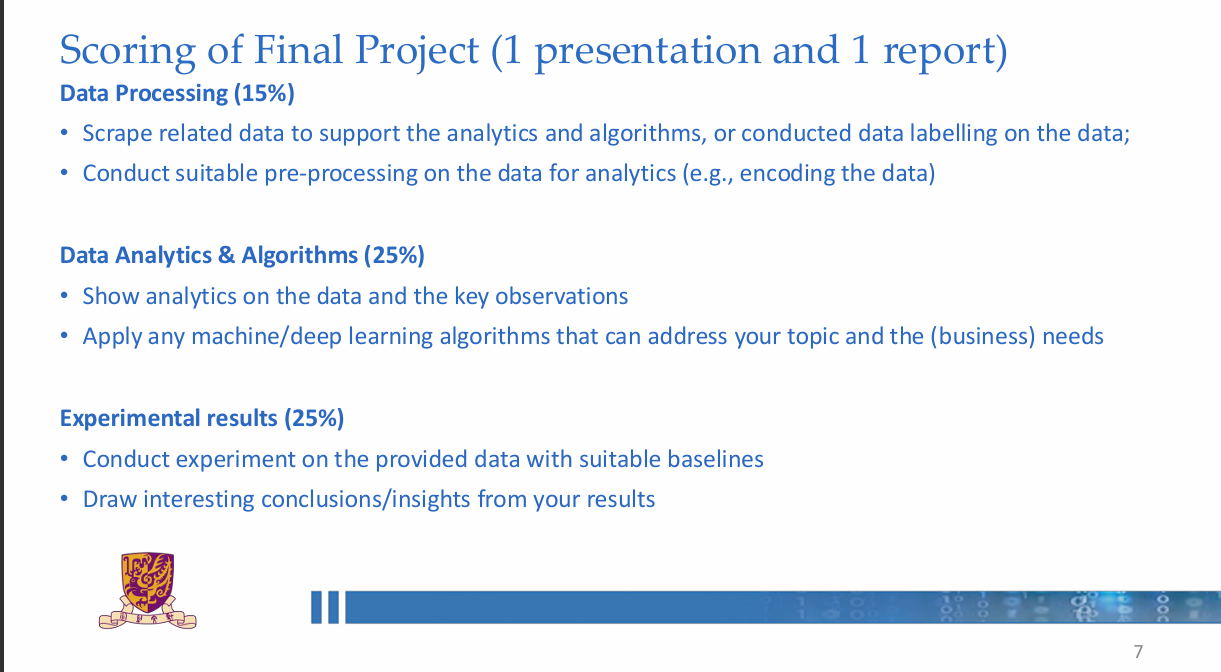 Scoring of Final Project (1 presentation and 1 report)
Data Processing (15%)
• Scrape related data to support the analytics and algorithms, or conducted data labelling on the data;
• Conduct suitable pre-processing on the data for analytics (e.g., encoding the data)
Data Analytics & Algorithms (25%)
• Show analytics on the data and the key observations
• Apply any machine/deep learning algorithms that can address your topic and the (business) needs
Experimental results (25%)
• Conduct experiment on the provided data with suitable baselines
• Draw interesting conclusions/insights from your results
7